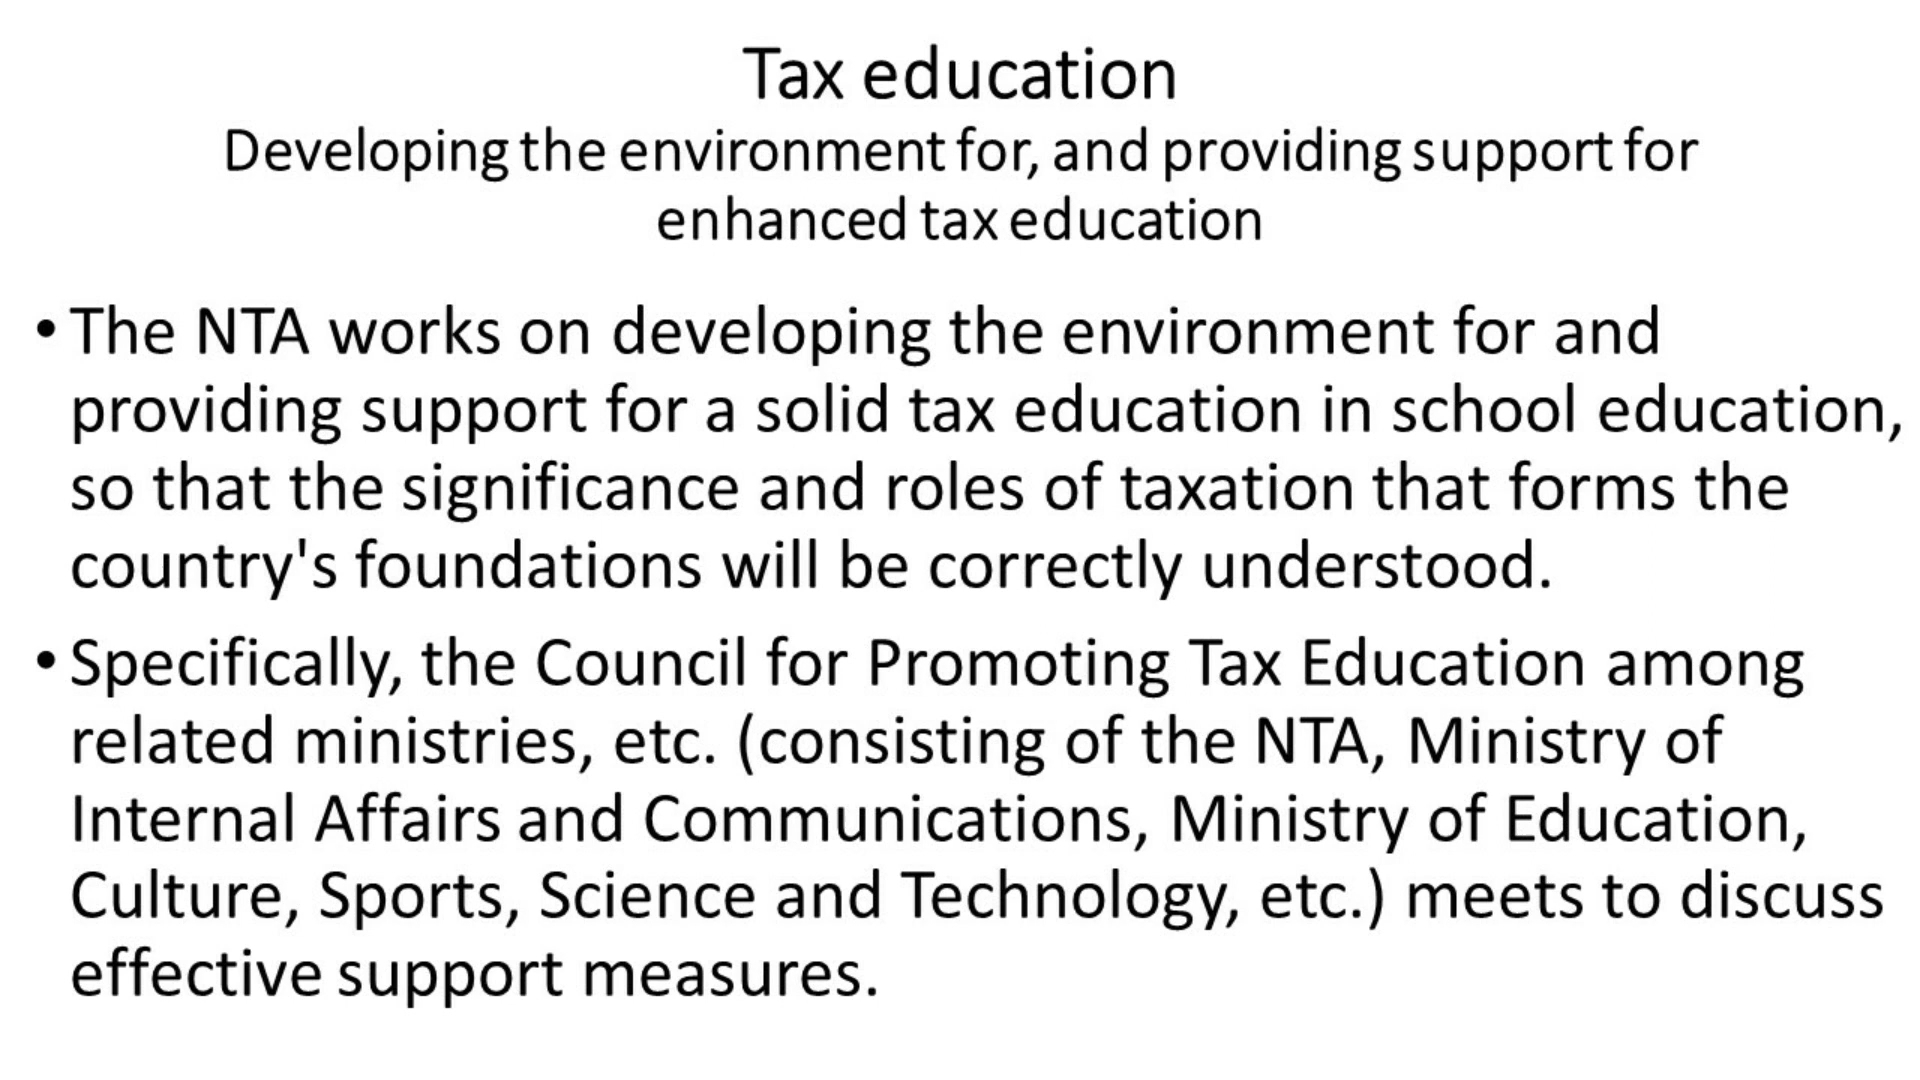 Tax education
Developing the environment for, and providing support for
enhanced tax education
• The NTA works on developing the environment for and
providing support for a solid tax education in school education,
so that the significance and roles of taxation that forms the
country's foundations will be correctly understood.
• Specifically, the Council for Promoting Tax Education among
related ministries, etc. (consisting of the NTA, Ministry of
Internal Affairs and Communications, Ministry of Education,
Culture, Sports, Science and Technology, etc.) meets to discuss
effective support measures.